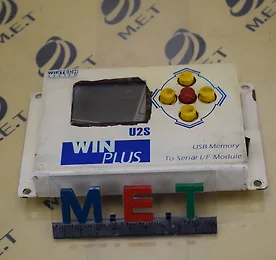 U2S
WIN
PLUS
USB Memory
To Serial I/F Module
M.E.T
M.E.T